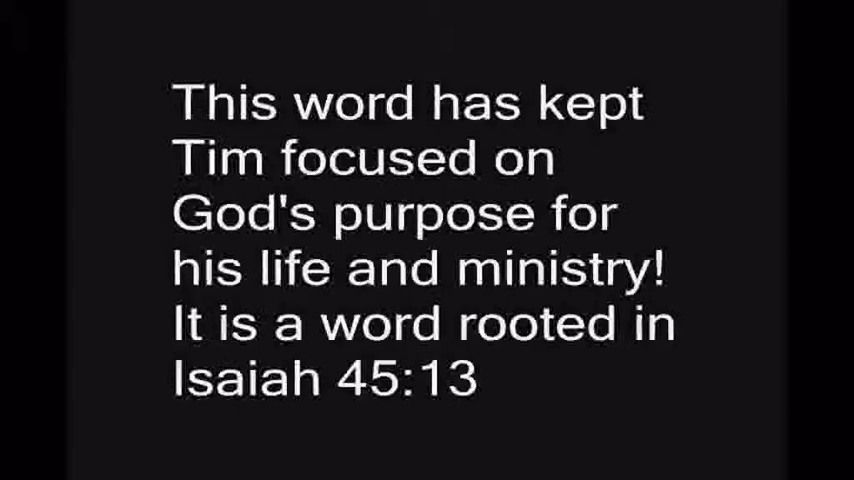 This word has kept
Tim focused on
God's purpose for
his life and ministry!
It is a word rooted in
Isaiah 45:13